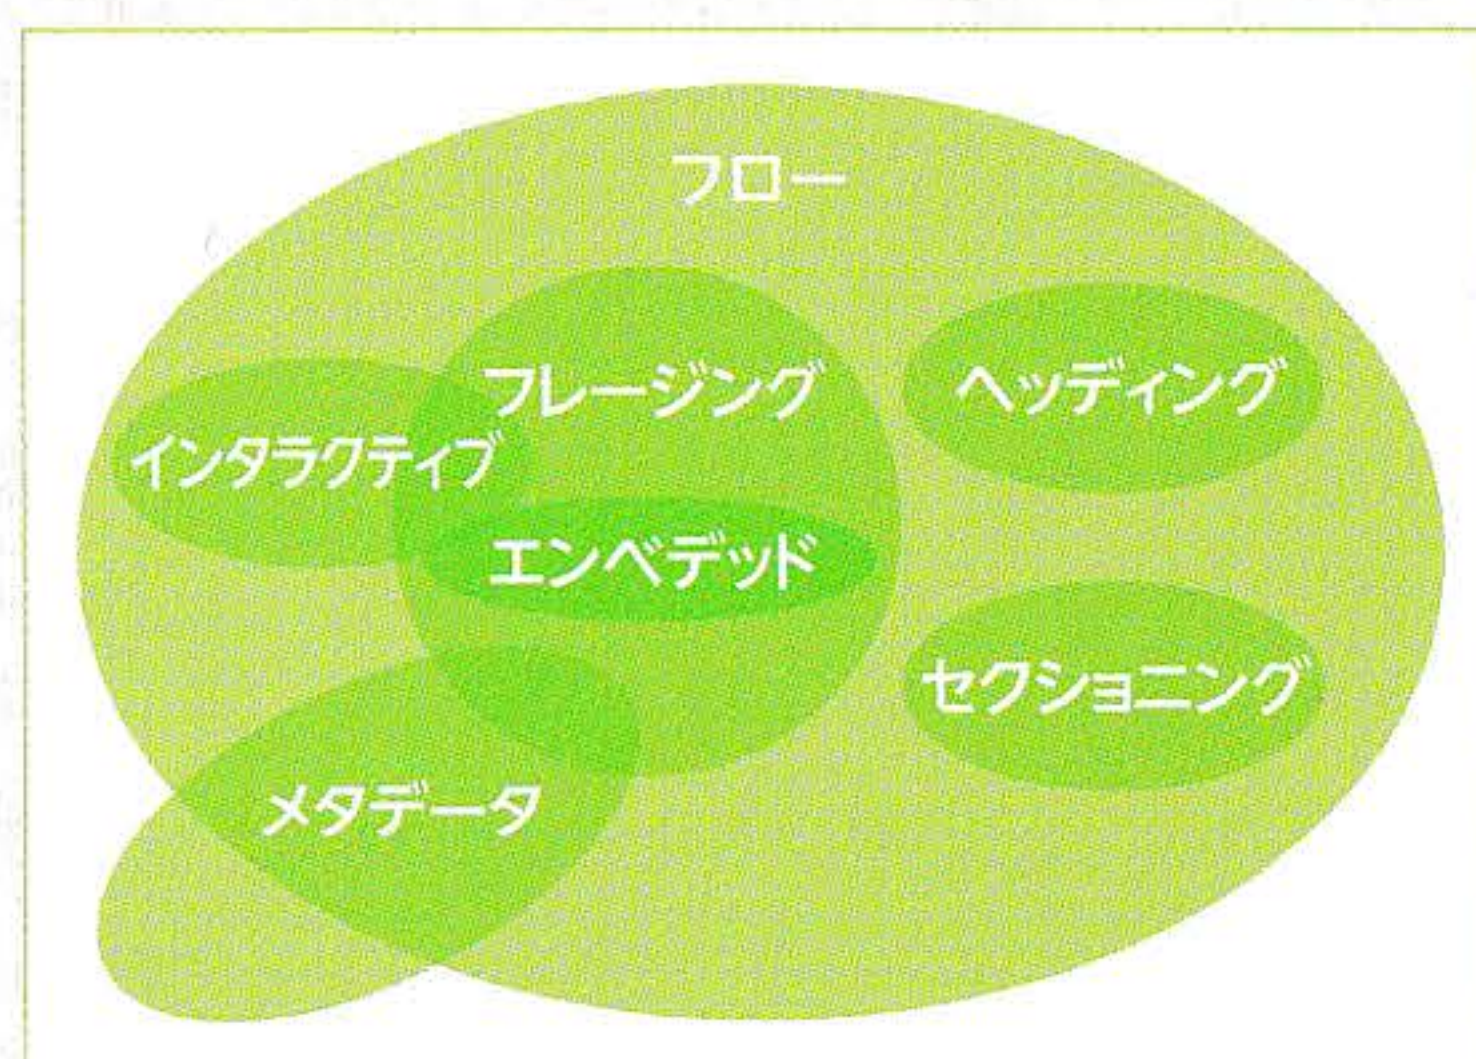 フロー
フレージング
ヘッディング
インタラクティブ
エンベデッド
セクショニング
メタデータ